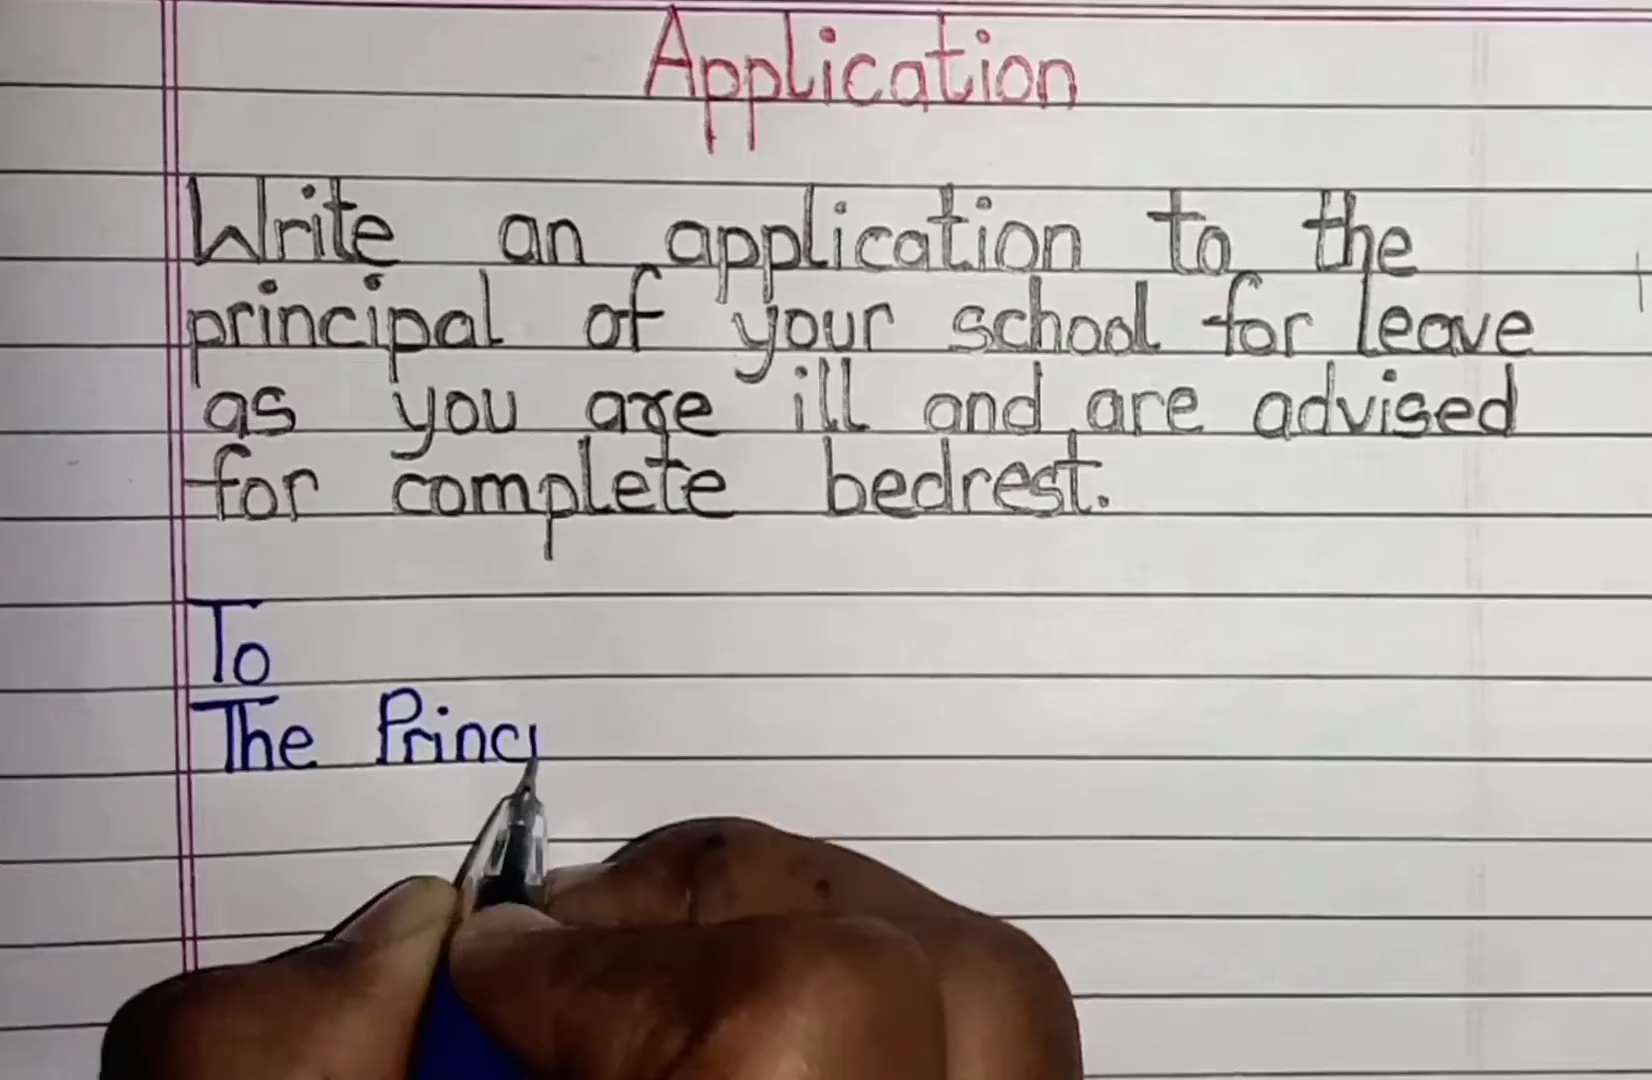 Application
Write an application to the
principal of your school for leave
as you are ill and are advised
for complete bedrest.
To
The Princi